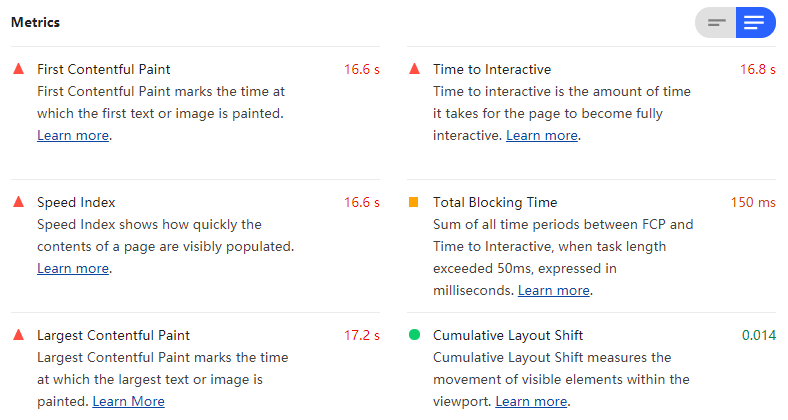 Metrics
First Contentful Paint 16.6 s
First Contentful Paint marks the time at
which the first text or image is painted.
Learn more.
Time to Interactive 16.8 s
Time to interactive is the amount of time
it takes for the page to become fully
interactive. Learn more.
Speed Index 16.6 s
Speed Index shows how quickly the
contents of a page are visibly populated.
Learn more.
Total Blocking Time 150 ms
Sum of all time periods between FCP and
Time to Interactive, when task length
exceeded 50ms, expressed in
milliseconds. Learn more.
Largest Contentful Paint 17.2 s
Largest Contentful Paint marks the time
at which the largest text or image is
painted. Learn More
Cumulative Layout Shift 0.014
Cumulative Layout Shift measures the
movement of visible elements within the
viewport. Learn more.